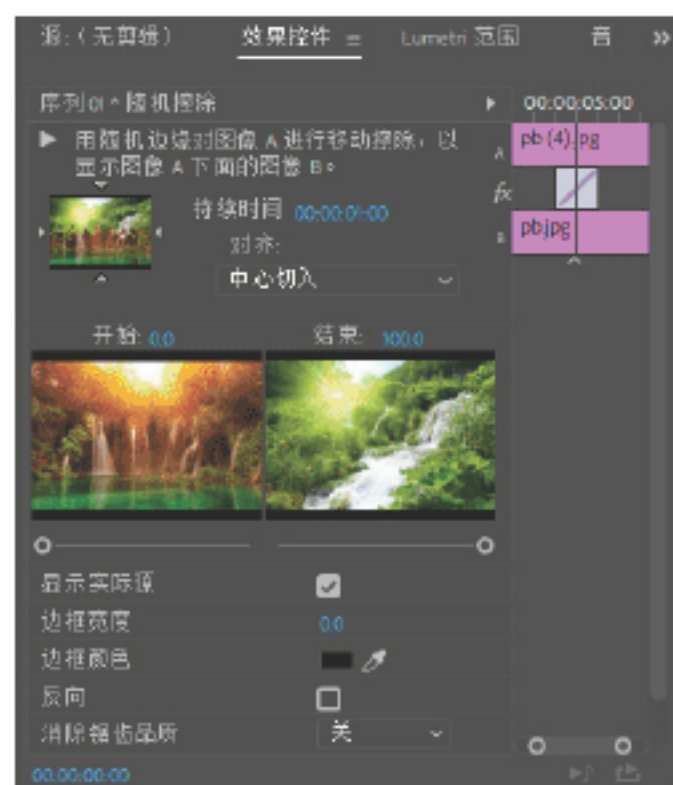 源:(无剪辑) 效果控件 Lumetri 范围 音 »
序列 01 * 随机擦除 00:00:05:00
用随机边缘对图像 A 进行移动擦除，以
显示图像 A 下面的图像 B。
A pb (4).jpg
持续时间 00:00:01:00
fx
对齐:
B pb.jpg
中心切入
开始: 0.0 结束: 100.0
显示实际源
边框宽度 0.0
边框颜色
反向
消除锯齿品质 关
00:00:00:00